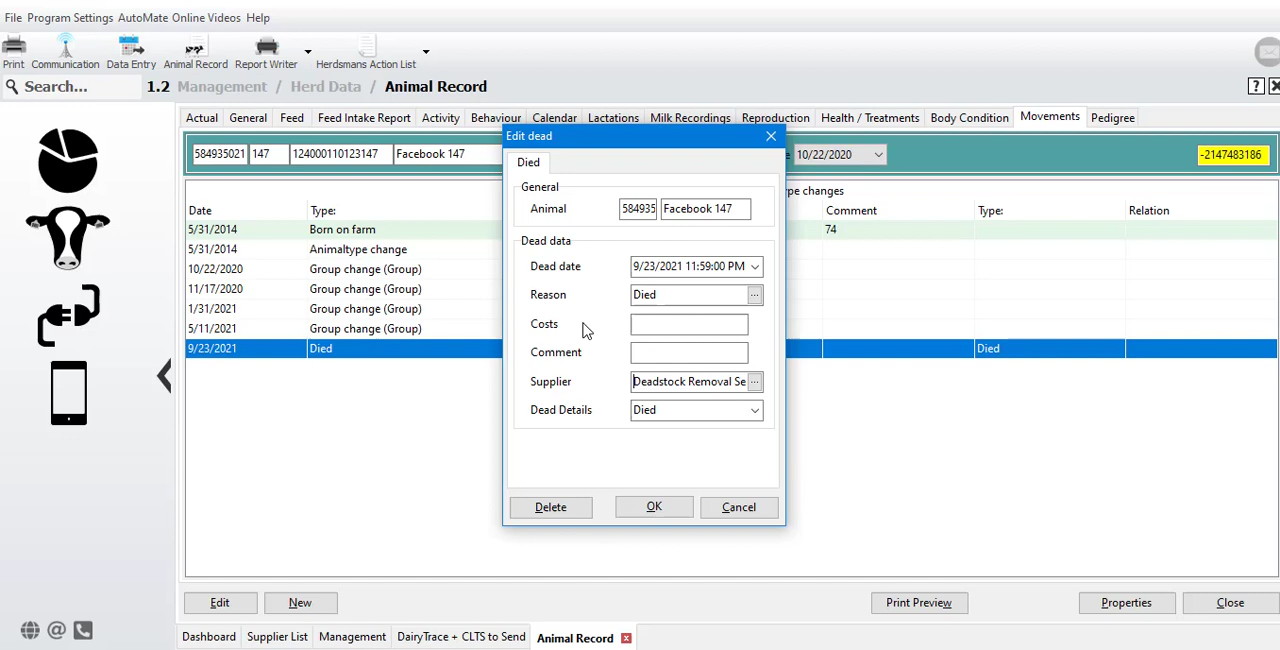 File Program Settings AutoMate Online Videos Help
Print Communication Data Entry Animal Record Report Writer Herdsmans Action List
Search... 1.2 Management / Herd Data / Animal Record ?
Actual General Feed Feed Intake Report Activity Behaviour Calendar Lactations Milk Recordings Reproduction Health / Treatments Body Condition Movements Pedigree
Edit dead
584935021 147 124000110123147 Facebook 147 10/22/2020 -2147483186
Died
General
Animal 584935 Facebook 147
Dead data
Dead date 9/23/2021 11:59:00 PM
Reason Died ...
Costs
Comment
Supplier Deadstock Removal Se ...
Dead Details Died
Delete OK Cancel
ype changes
Date Type: Comment Type: Relation
5/31/2014 Born on farm 74
5/31/2014 Animaltype change
10/22/2020 Group change (Group)
11/17/2020 Group change (Group)
1/31/2021 Group change (Group)
5/11/2021 Group change (Group)
9/23/2021 Died Died
Edit New Print Preview Properties Close
Dashboard Supplier List Management DairyTrace + CLTS to Send Animal Record